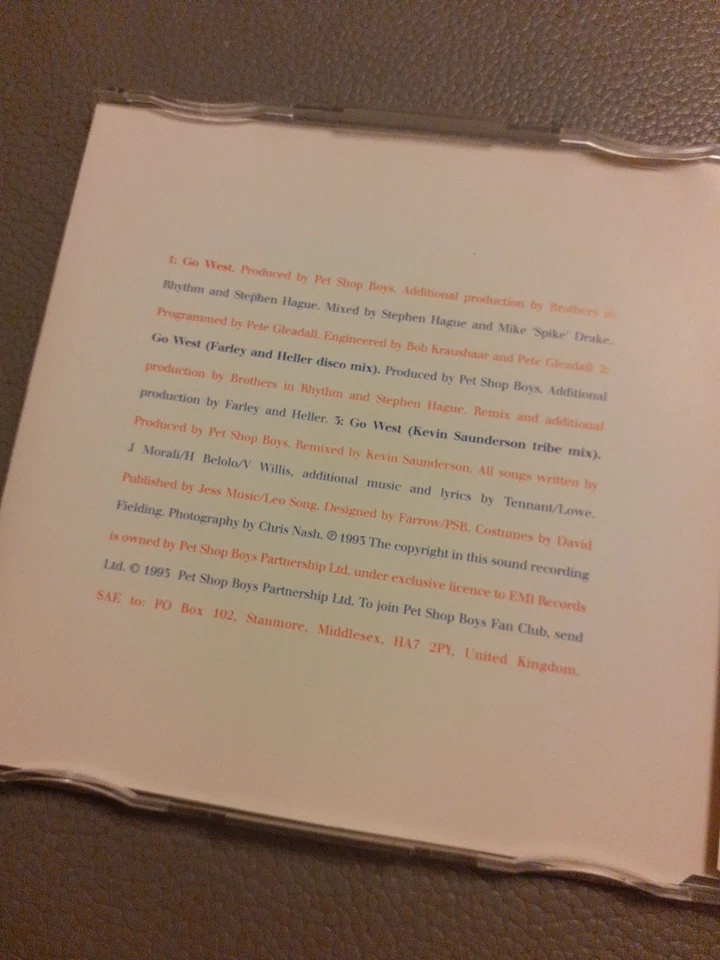 1: Go West. Produced by Pet Shop Boys. Additional production by Brothers in
Rhythm and Stephen Hague. Mixed by Stephen Hague and Mike 'Spike' Drake.
Programmed by Pete Gleadall. Engineered by Bob Kraushaar and Pete Gleadall 2:
Go West (Farley and Heller disco mix). Produced by Pet Shop Boys. Additional
production by Brothers in Rhythm and Stephen Hague. Remix and additional
production by Farley and Heller. 3: Go West (Kevin Saunderson tribe mix).
Produced by Pet Shop Boys. Remixed by Kevin Saunderson. All songs written by
J Morali/H Belolo/V Willis, additional music and lyrics by Tennant/Lowe.
Published by Jess Music/Leo Song. Designed by Farrow/PSB. Costumes by David
Fielding. Photography by Chris Nash. ℗ 1993 The copyright in this sound recording
is owned by Pet Shop Boys Partnership Ltd. under exclusive licence to EMI Records
Ltd. © 1993 Pet Shop Boys Partnership Ltd. To join Pet Shop Boys Fan Club, send
SAE to: PO Box 102, Stanmore, Middlesex, HA7 2PY, United Kingdom.